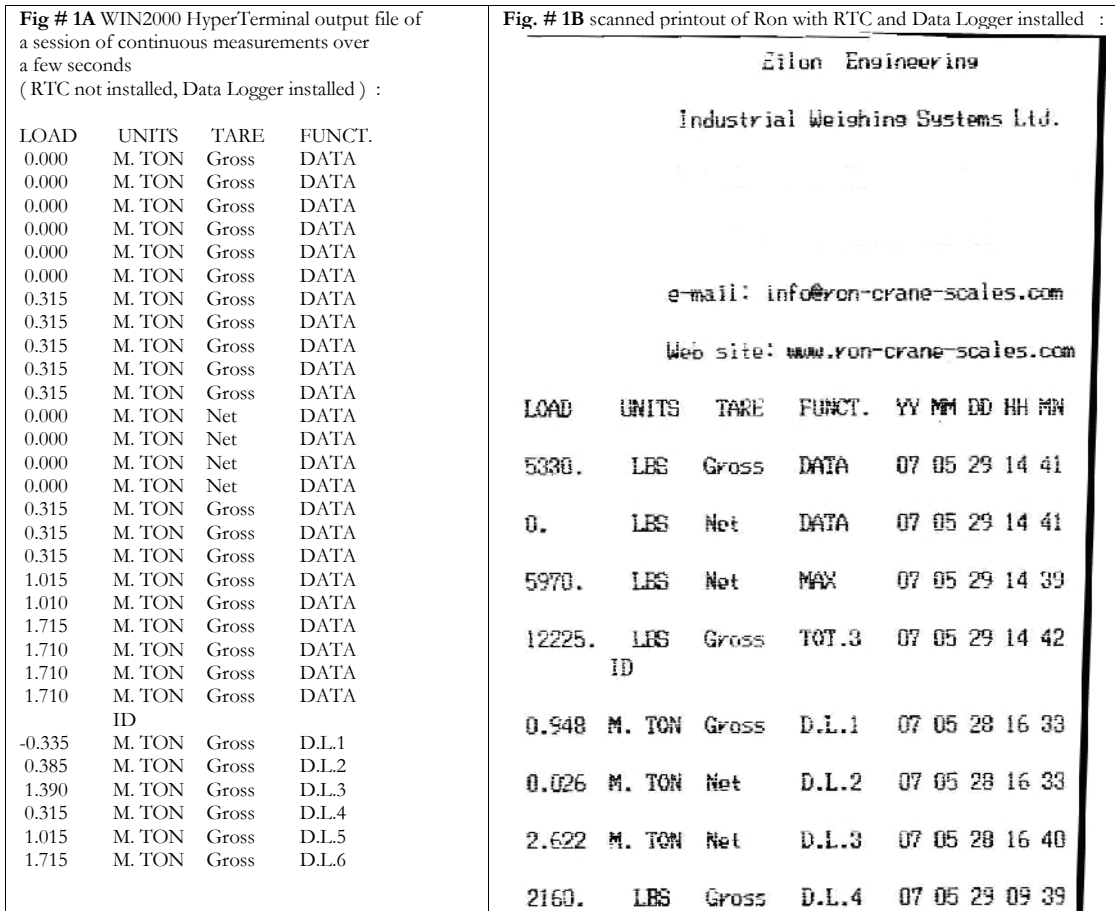 Fig # 1A WIN2000 HyperTerminal output file of
a session of continuous measurements over
a few seconds
( RTC not installed, Data Logger installed ) :
LOAD UNITS TARE FUNCT.
0.000 M. TON Gross DATA
0.000 M. TON Gross DATA
0.000 M. TON Gross DATA
0.000 M. TON Gross DATA
0.000 M. TON Gross DATA
0.000 M. TON Gross DATA
0.315 M. TON Gross DATA
0.315 M. TON Gross DATA
0.315 M. TON Gross DATA
0.315 M. TON Gross DATA
0.315 M. TON Gross DATA
0.000 M. TON Net DATA
0.000 M. TON Net DATA
0.000 M. TON Net DATA
0.000 M. TON Net DATA
0.315 M. TON Gross DATA
0.315 M. TON Gross DATA
0.315 M. TON Gross DATA
1.015 M. TON Gross DATA
1.010 M. TON Gross DATA
1.715 M. TON Gross DATA
1.710 M. TON Gross DATA
1.710 M. TON Gross DATA
1.710 M. TON Gross DATA
ID
-0.335 M. TON Gross D.L.1
0.385 M. TON Gross D.L.2
1.390 M. TON Gross D.L.3
0.315 M. TON Gross D.L.4
1.015 M. TON Gross D.L.5
1.715 M. TON Gross D.L.6
Fig. # 1B scanned printout of Ron with RTC and Data Logger installed :
Eilon Engineering
Industrial Weighing Systems Ltd.
e-mail: info@ron-crane-scales.com
Web site: www.ron-crane-scales.com
LOAD UNITS TARE FUNCT. YY MM DD HH MN
5330. LBS Gross DATA 07 05 29 14 41
0. LBS Net DATA 07 05 29 14 41
5970. LBS Net MAX 07 05 29 14 39
12225. LBS Gross TOT.3 07 05 29 14 42
ID
0.948 M. TON Gross D.L.1 07 05 28 16 33
0.026 M. TON Net D.L.2 07 05 28 16 33
2.622 M. TON Net D.L.3 07 05 28 16 40
2160. LBS Gross D.L.4 07 05 29 09 39